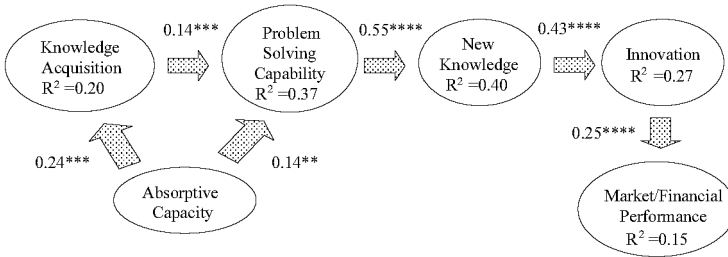 0.14***
0.55****
0.43****
Knowledge
Acquisition
R² =0.20
Problem
Solving
Capability
R² =0.37
New
Knowledge
R² =0.40
Innovation
R² =0.27
0.24***
0.14**
0.25****
Absorptive
Capacity
Market/Financial
Performance
R² =0.15